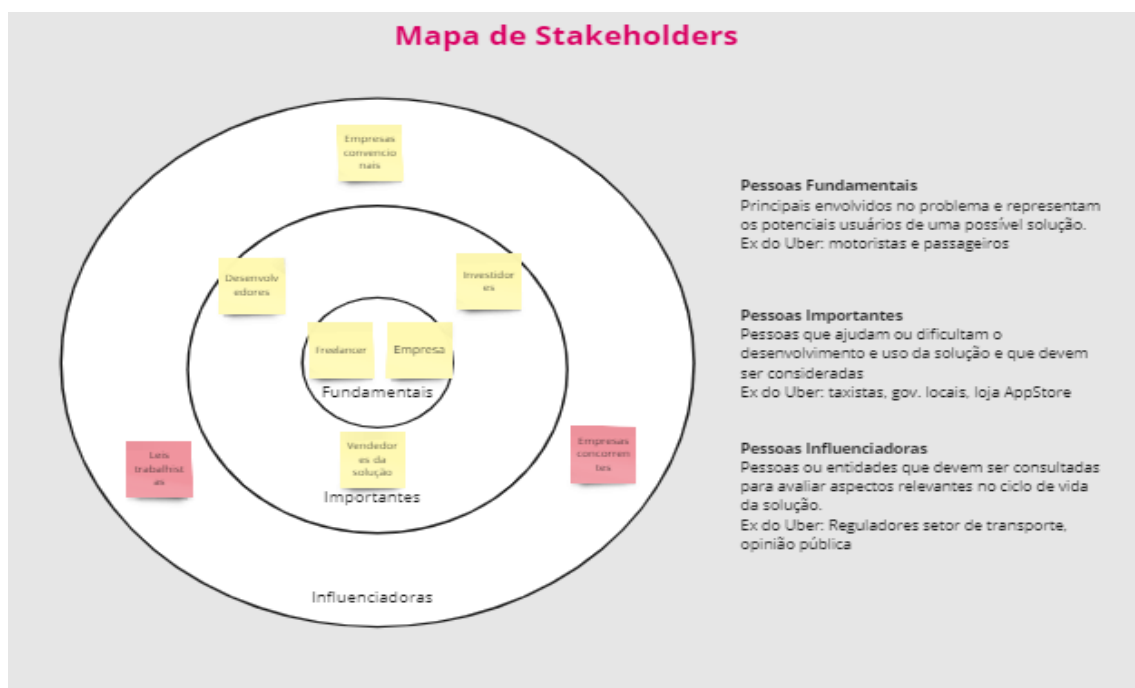 Mapa de Stakeholders
Empresas
convencio
nais
Desenvolv
edores
Investidor
es
Freelancer
Empresa
Fundamentais
Vendedor
es da
solução
Importantes
Leis
trabalhist
as
Empresas
concorren
tes
Influenciadoras
Pessoas Fundamentais
Principais envolvidos no problema e representam
os potenciais usuários de uma possível solução.
Ex do Uber: motoristas e passageiros
Pessoas Importantes
Pessoas que ajudam ou dificultam o
desenvolvimento e uso da solução e que devem
ser consideradas
Ex do Uber: taxistas, gov. locais, loja AppStore
Pessoas Influenciadoras
Pessoas ou entidades que devem ser consultadas
para avaliar aspectos relevantes no ciclo de vida
da solução.
Ex do Uber: Reguladores setor de transporte,
opinião pública